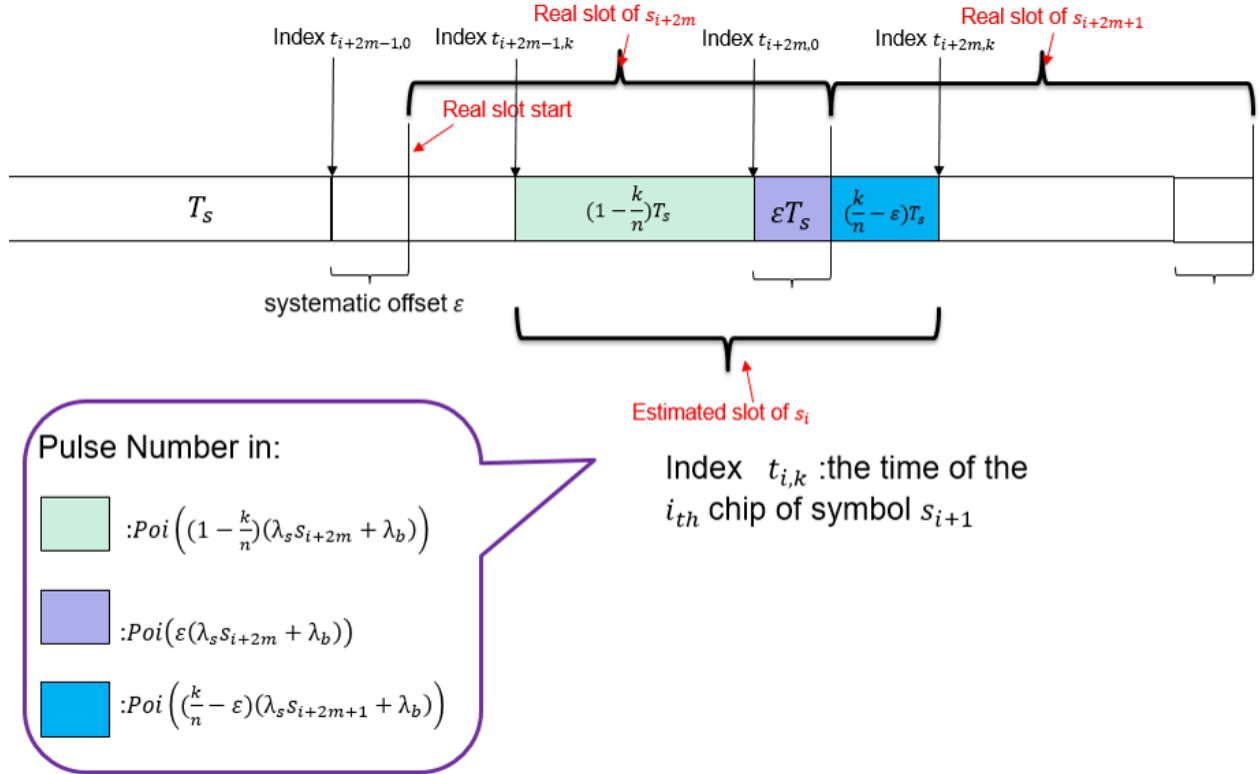 Real slot of s_{i+2m}
Real slot of s_{i+2m+1}
Index t_{i+2m-1,0}
Index t_{i+2m-1,k}
Index t_{i+2m,0}
Index t_{i+2m,k}
Real slot start
T_s
(1 − k/n)T_s
εT_s
(k/n − ε)T_s
systematic offset ε
Estimated slot of s_i
Pulse Number in:
:Poi((1 − k/n)(λ_s s_{i+2m} + λ_b))
:Poi(ε(λ_s s_{i+2m} + λ_b))
:Poi((k/n − ε)(λ_s s_{i+2m+1} + λ_b))
Index t_{i,k} :the time of the
i_{th} chip of symbol s_{i+1}